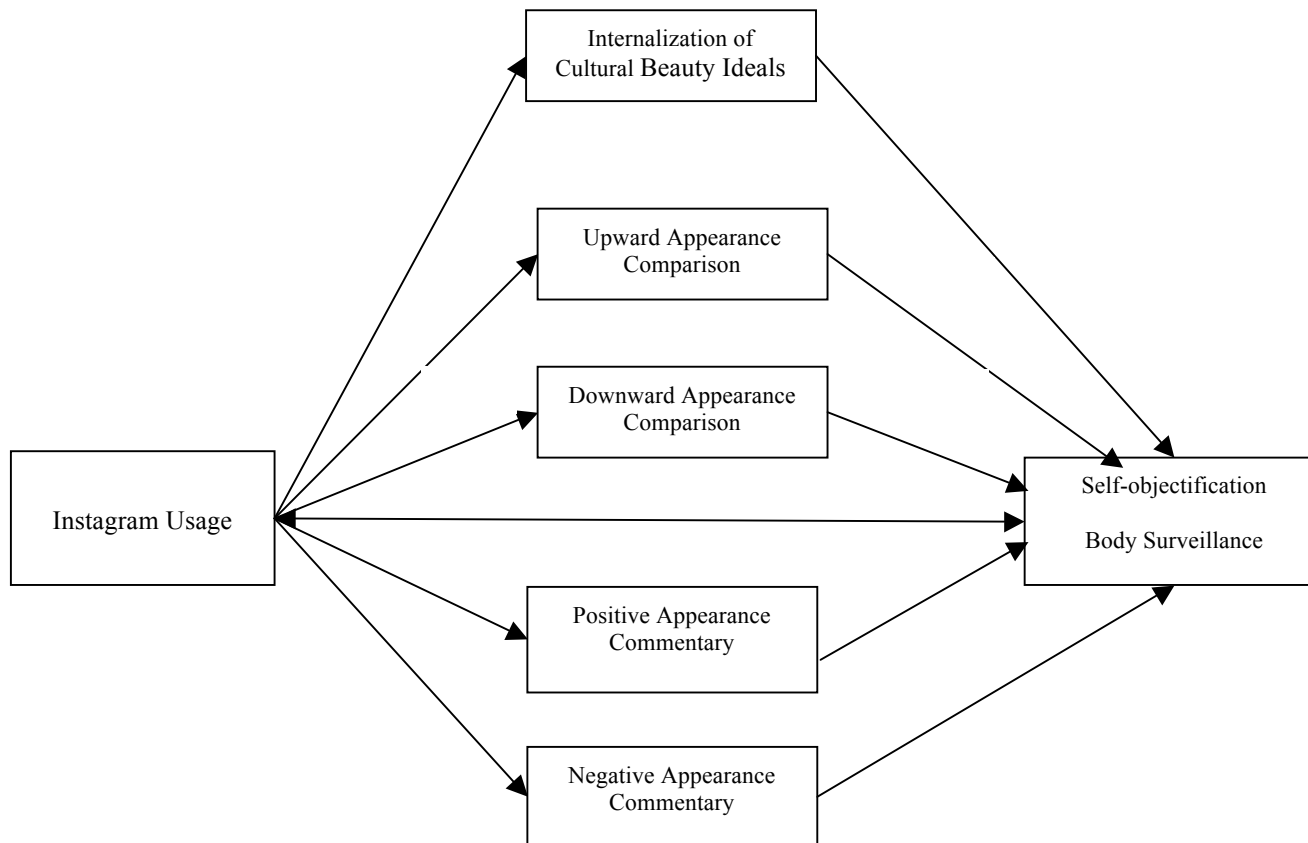 Internalization of
Cultural Beauty Ideals
Upward Appearance
Comparison
Downward Appearance
Comparison
Instagram Usage
Self-objectification
Body Surveillance
Positive Appearance
Commentary
Negative Appearance
Commentary